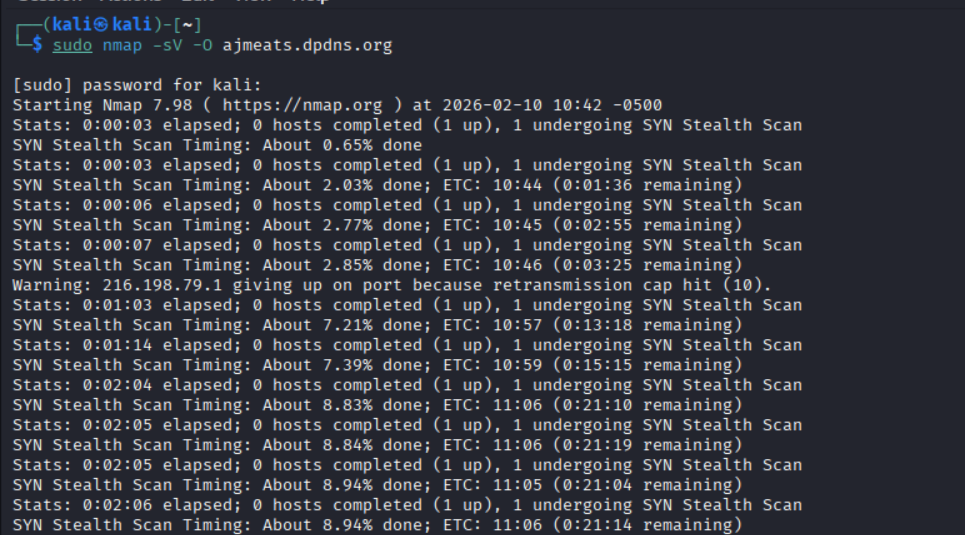 ┌──(kali㉿kali)-[~]
└─$ sudo nmap -sV -O ajmeats.dpdns.org
[sudo] password for kali:
Starting Nmap 7.98 ( https://nmap.org ) at 2026-02-10 10:42 -0500
Stats: 0:00:03 elapsed; 0 hosts completed (1 up), 1 undergoing SYN Stealth Scan
SYN Stealth Scan Timing: About 0.65% done
Stats: 0:00:03 elapsed; 0 hosts completed (1 up), 1 undergoing SYN Stealth Scan
SYN Stealth Scan Timing: About 2.03% done; ETC: 10:44 (0:01:36 remaining)
Stats: 0:00:06 elapsed; 0 hosts completed (1 up), 1 undergoing SYN Stealth Scan
SYN Stealth Scan Timing: About 2.77% done; ETC: 10:45 (0:02:55 remaining)
Stats: 0:00:07 elapsed; 0 hosts completed (1 up), 1 undergoing SYN Stealth Scan
SYN Stealth Scan Timing: About 2.85% done; ETC: 10:46 (0:03:25 remaining)
Warning: 216.198.79.1 giving up on port because retransmission cap hit (10).
Stats: 0:01:03 elapsed; 0 hosts completed (1 up), 1 undergoing SYN Stealth Scan
SYN Stealth Scan Timing: About 7.21% done; ETC: 10:57 (0:13:18 remaining)
Stats: 0:01:14 elapsed; 0 hosts completed (1 up), 1 undergoing SYN Stealth Scan
SYN Stealth Scan Timing: About 7.39% done; ETC: 10:59 (0:15:15 remaining)
Stats: 0:02:04 elapsed; 0 hosts completed (1 up), 1 undergoing SYN Stealth Scan
SYN Stealth Scan Timing: About 8.83% done; ETC: 11:06 (0:21:10 remaining)
Stats: 0:02:05 elapsed; 0 hosts completed (1 up), 1 undergoing SYN Stealth Scan
SYN Stealth Scan Timing: About 8.84% done; ETC: 11:06 (0:21:19 remaining)
Stats: 0:02:05 elapsed; 0 hosts completed (1 up), 1 undergoing SYN Stealth Scan
SYN Stealth Scan Timing: About 8.94% done; ETC: 11:05 (0:21:04 remaining)
Stats: 0:02:06 elapsed; 0 hosts completed (1 up), 1 undergoing SYN Stealth Scan
SYN Stealth Scan Timing: About 8.94% done; ETC: 11:06 (0:21:14 remaining)